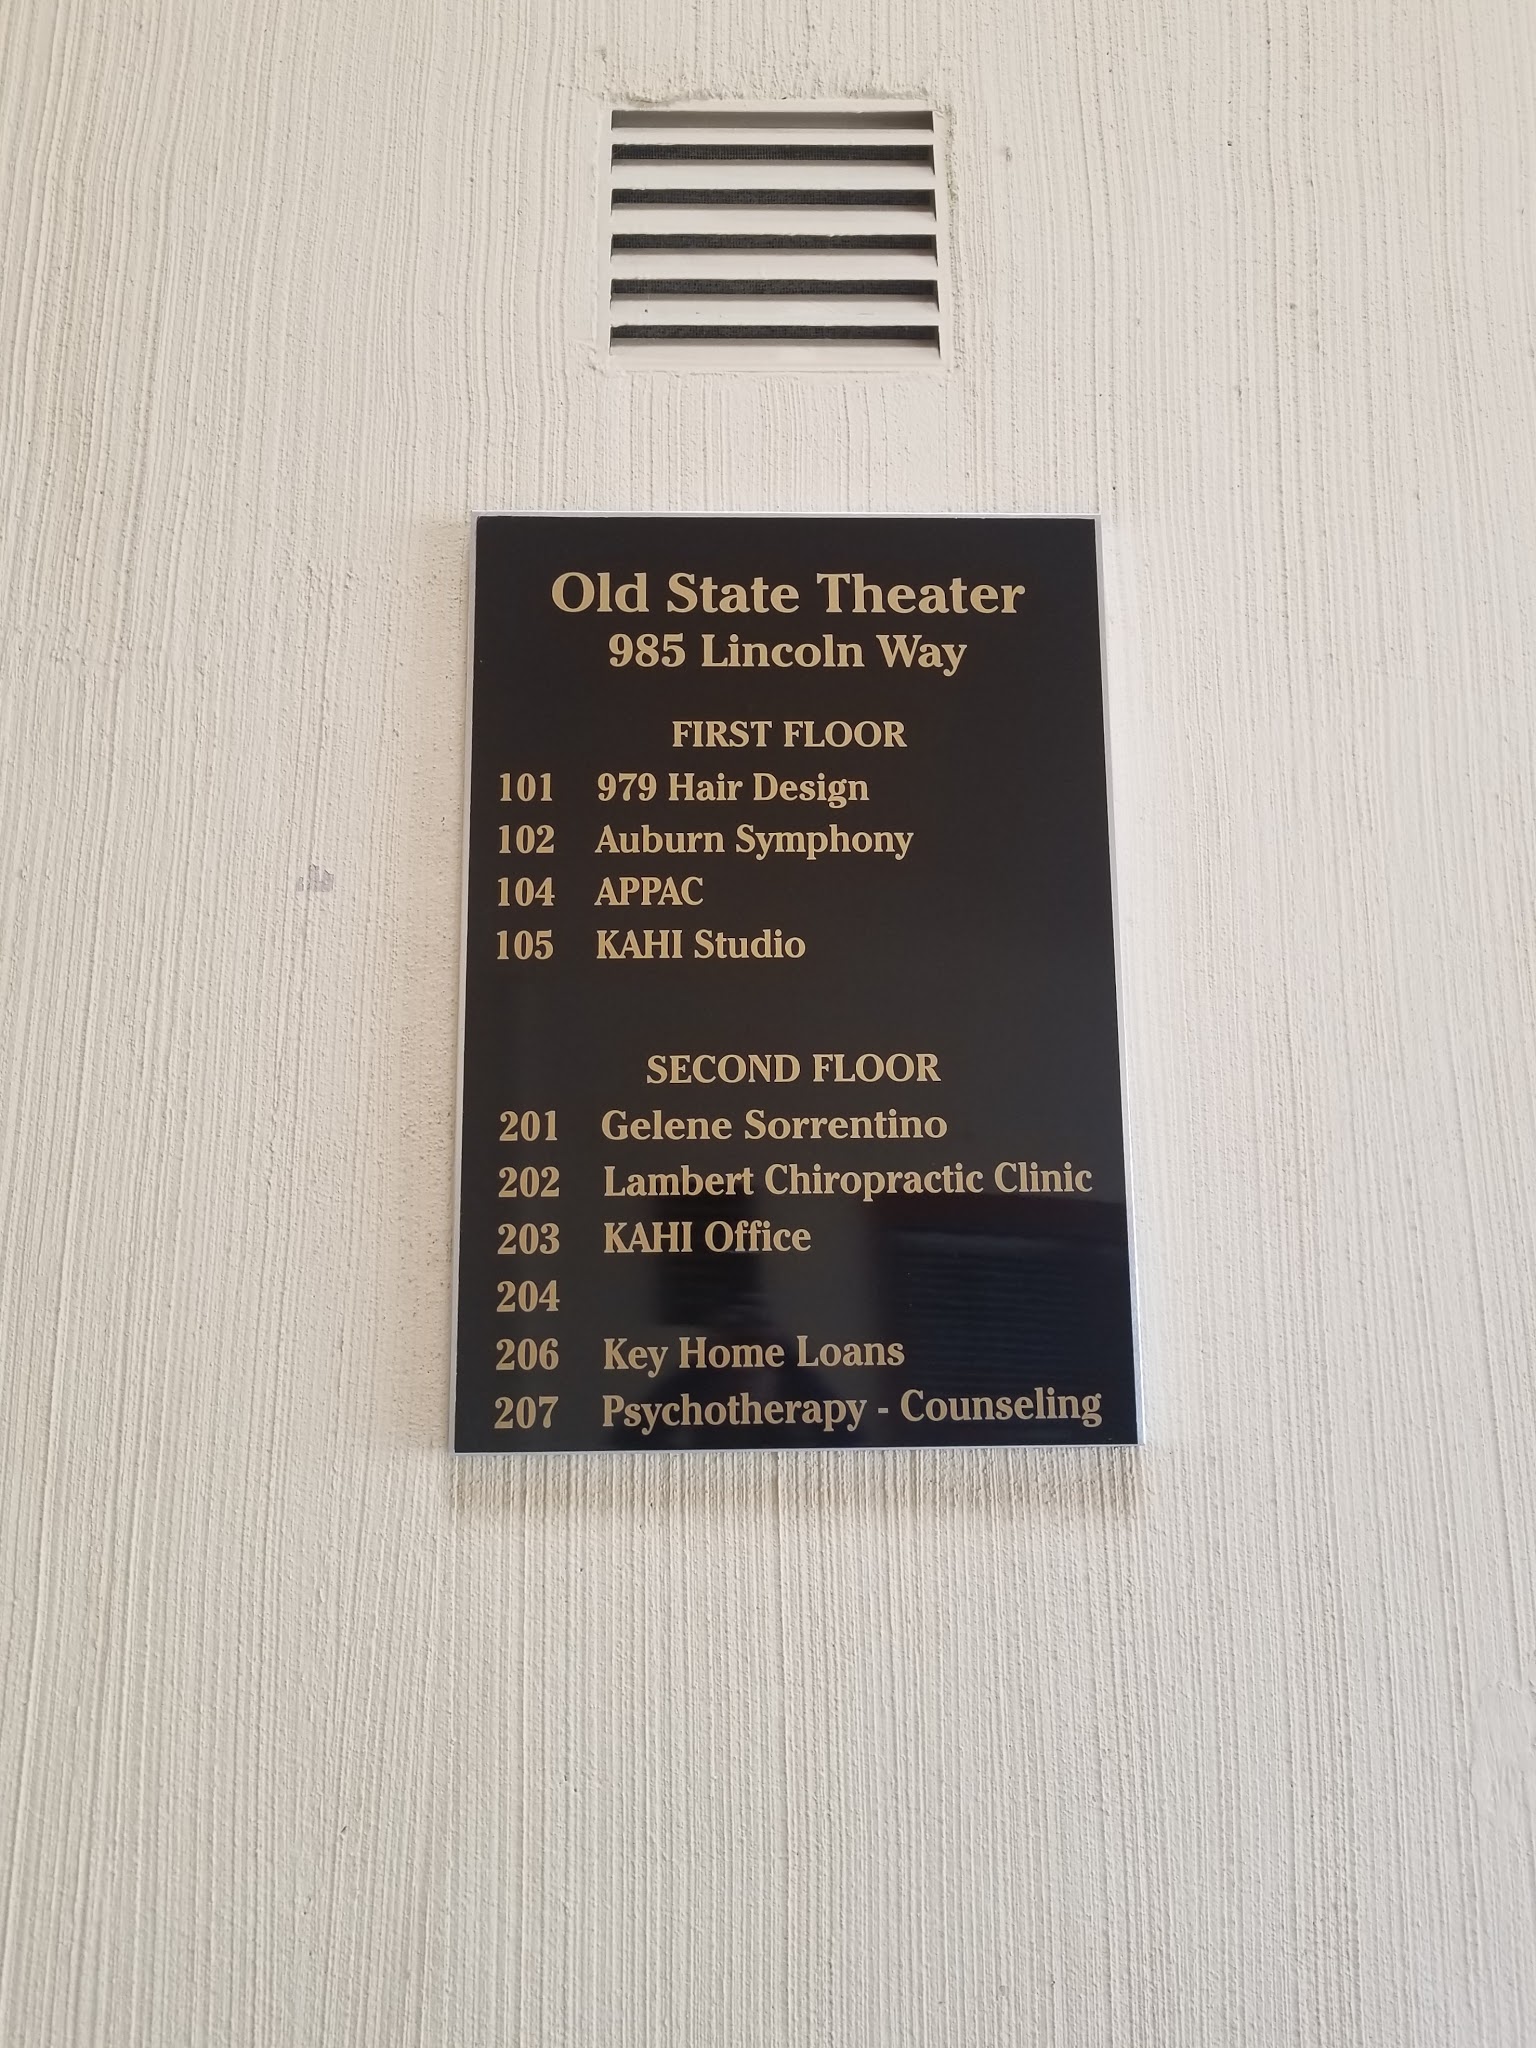 Old State Theater
985 Lincoln Way
FIRST FLOOR
101 979 Hair Design
102 Auburn Symphony
104 APPAC
105 KAHI Studio
SECOND FLOOR
201 Gelene Sorrentino
202 Lambert Chiropractic Clinic
203 KAHI Office
204
206 Key Home Loans
207 Psychotherapy - Counseling